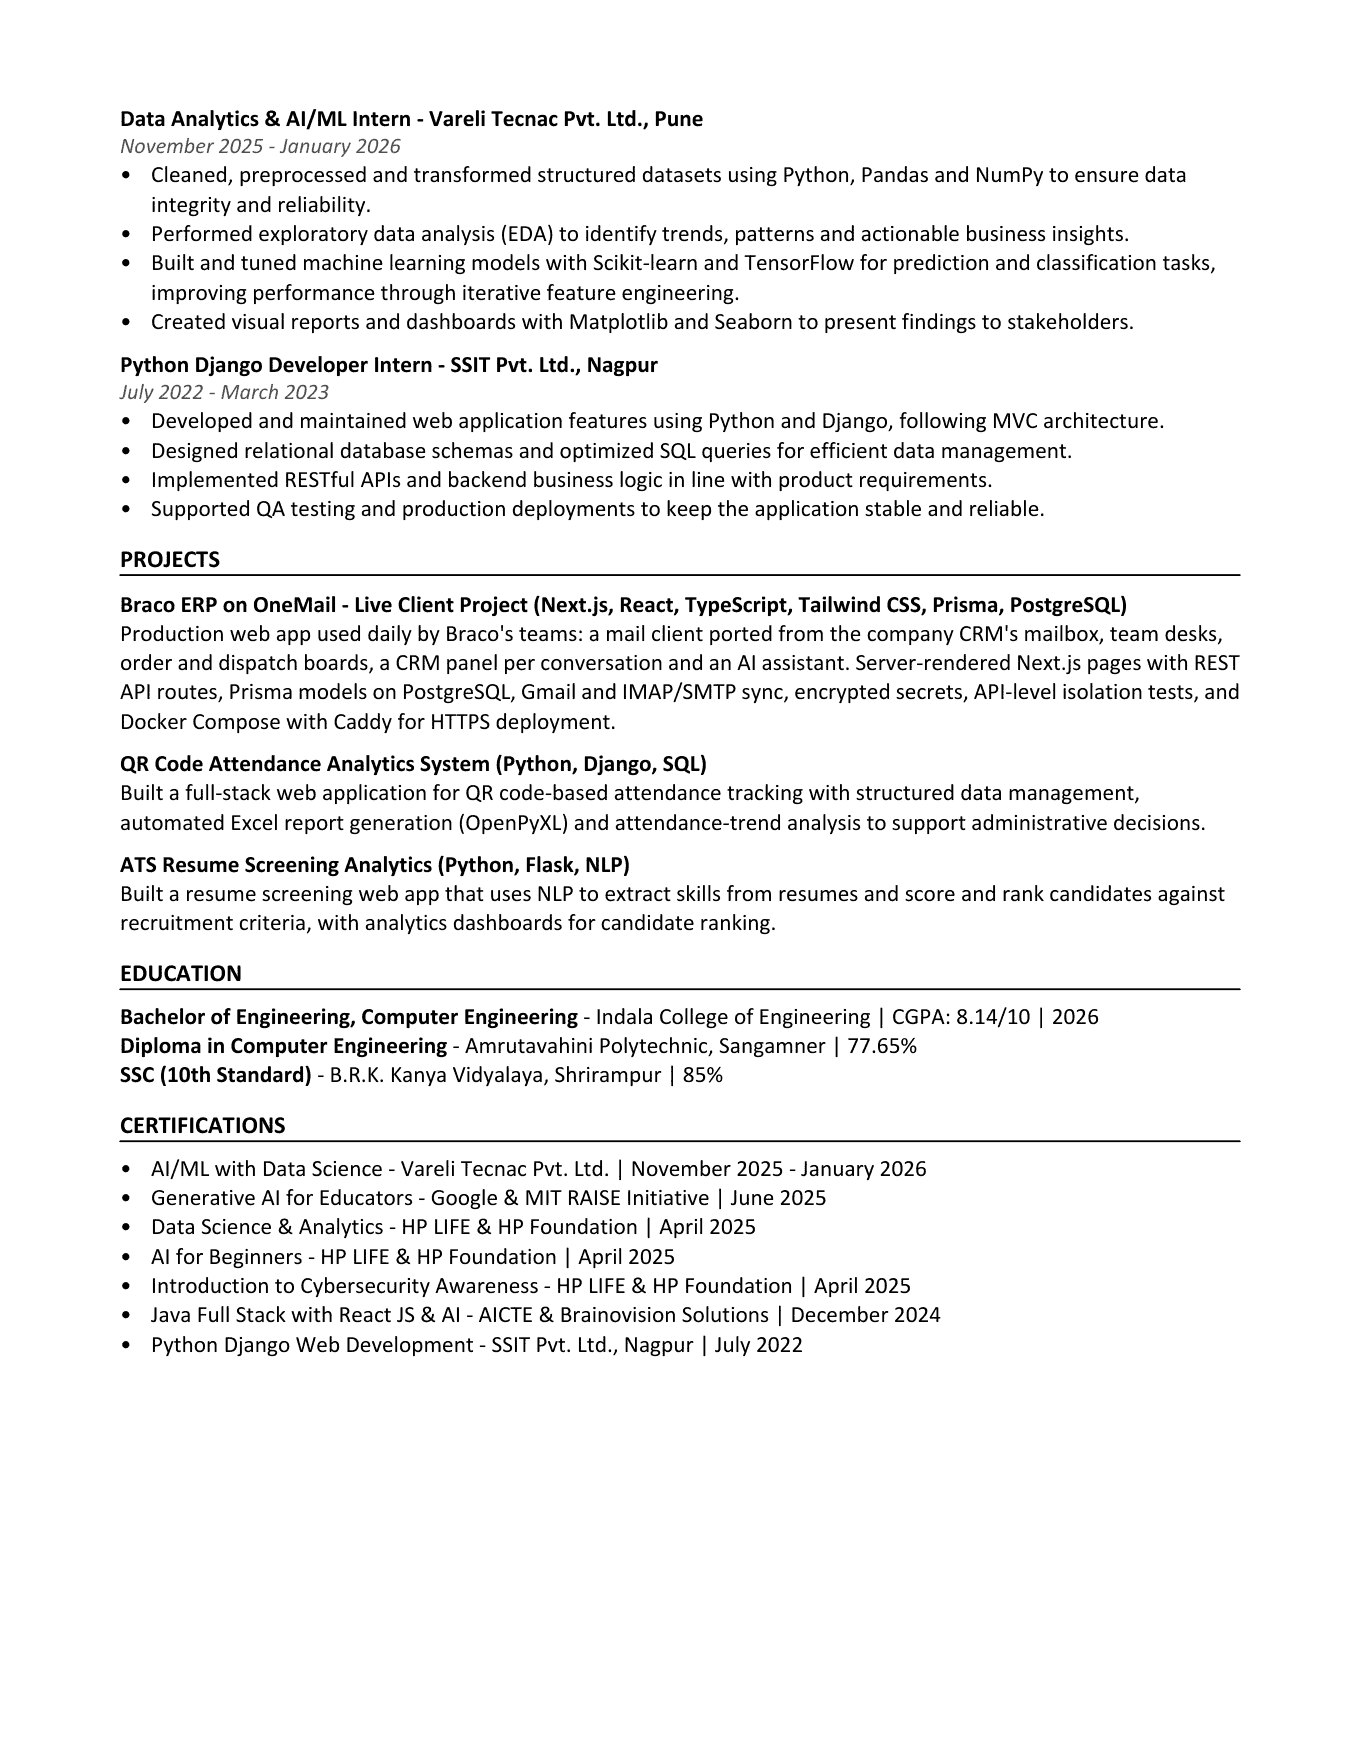 Data Analytics & AI/ML Intern - Vareli Tecnac Pvt. Ltd., Pune
November 2025 - January 2026
• Cleaned, preprocessed and transformed structured datasets using Python, Pandas and NumPy to ensure data
integrity and reliability.
• Performed exploratory data analysis (EDA) to identify trends, patterns and actionable business insights.
• Built and tuned machine learning models with Scikit-learn and TensorFlow for prediction and classification tasks,
improving performance through iterative feature engineering.
• Created visual reports and dashboards with Matplotlib and Seaborn to present findings to stakeholders.
Python Django Developer Intern - SSIT Pvt. Ltd., Nagpur
July 2022 - March 2023
• Developed and maintained web application features using Python and Django, following MVC architecture.
• Designed relational database schemas and optimized SQL queries for efficient data management.
• Implemented RESTful APIs and backend business logic in line with product requirements.
• Supported QA testing and production deployments to keep the application stable and reliable.
PROJECTS
Braco ERP on OneMail - Live Client Project (Next.js, React, TypeScript, Tailwind CSS, Prisma, PostgreSQL)
Production web app used daily by Braco's teams: a mail client ported from the company CRM's mailbox, team desks,
order and dispatch boards, a CRM panel per conversation and an AI assistant. Server-rendered Next.js pages with REST
API routes, Prisma models on PostgreSQL, Gmail and IMAP/SMTP sync, encrypted secrets, API-level isolation tests, and
Docker Compose with Caddy for HTTPS deployment.
QR Code Attendance Analytics System (Python, Django, SQL)
Built a full-stack web application for QR code-based attendance tracking with structured data management,
automated Excel report generation (OpenPyXL) and attendance-trend analysis to support administrative decisions.
ATS Resume Screening Analytics (Python, Flask, NLP)
Built a resume screening web app that uses NLP to extract skills from resumes and score and rank candidates against
recruitment criteria, with analytics dashboards for candidate ranking.
EDUCATION
Bachelor of Engineering, Computer Engineering - Indala College of Engineering | CGPA: 8.14/10 | 2026
Diploma in Computer Engineering - Amrutavahini Polytechnic, Sangamner | 77.65%
SSC (10th Standard) - B.R.K. Kanya Vidyalaya, Shrirampur | 85%
CERTIFICATIONS
• AI/ML with Data Science - Vareli Tecnac Pvt. Ltd. | November 2025 - January 2026
• Generative AI for Educators - Google & MIT RAISE Initiative | June 2025
• Data Science & Analytics - HP LIFE & HP Foundation | April 2025
• AI for Beginners - HP LIFE & HP Foundation | April 2025
• Introduction to Cybersecurity Awareness - HP LIFE & HP Foundation | April 2025
• Java Full Stack with React JS & AI - AICTE & Brainovision Solutions | December 2024
• Python Django Web Development - SSIT Pvt. Ltd., Nagpur | July 2022